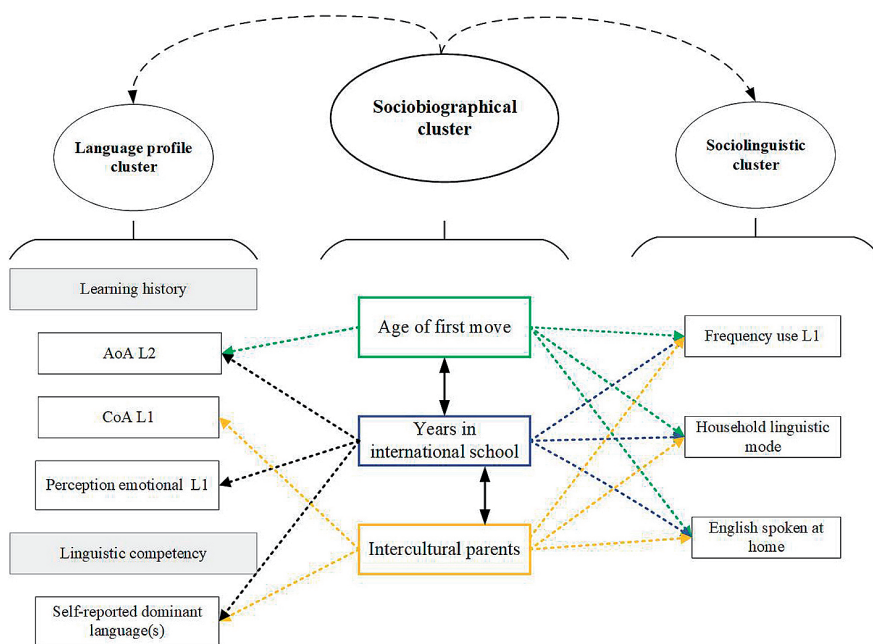 Sociobiographical
cluster
Language profile
cluster
Sociolinguistic
cluster
Learning history
AoA L2
CoA L1
Perception emotional L1
Linguistic competency
Self-reported dominant
language(s)
Age of first move
Years in
international school
Intercultural parents
Frequency use L1
Household linguistic
mode
English spoken at
home